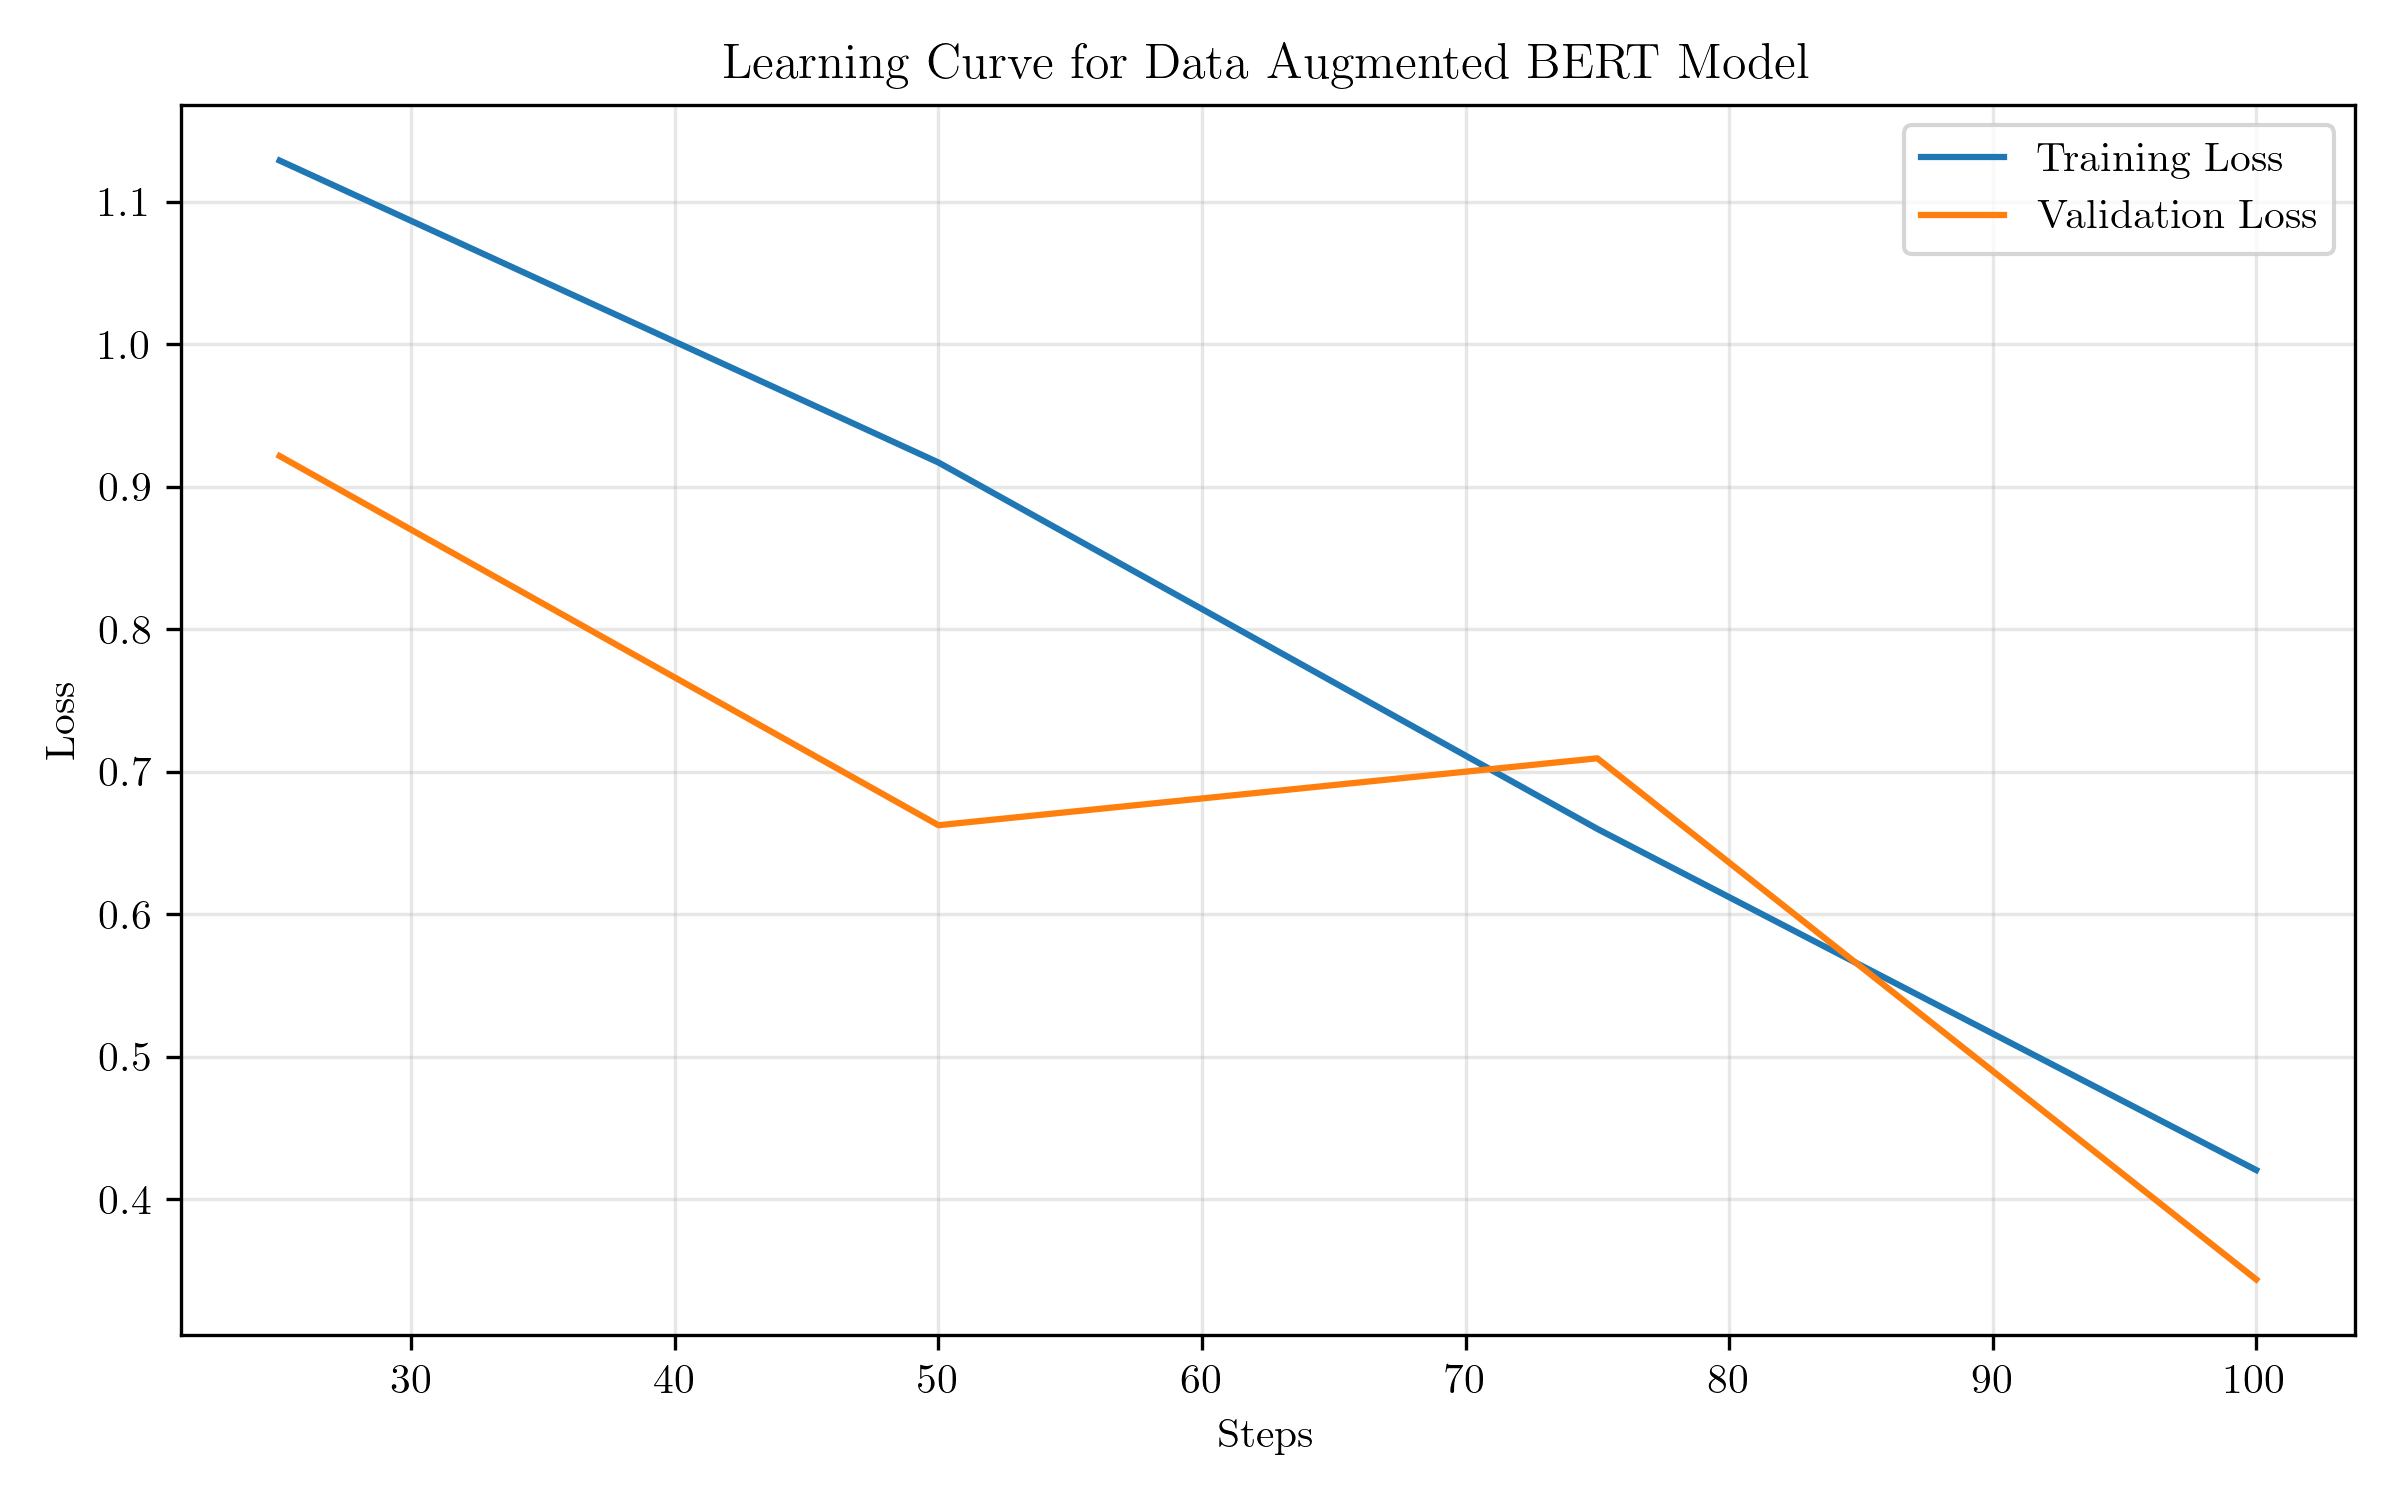 Learning Curve for Data Augmented BERT Model
Training Loss
Validation Loss
1.1
1.0
0.9
0.8
0.7
0.6
0.5
0.4
Loss
30 40 50 60 70 80 90 100
Steps